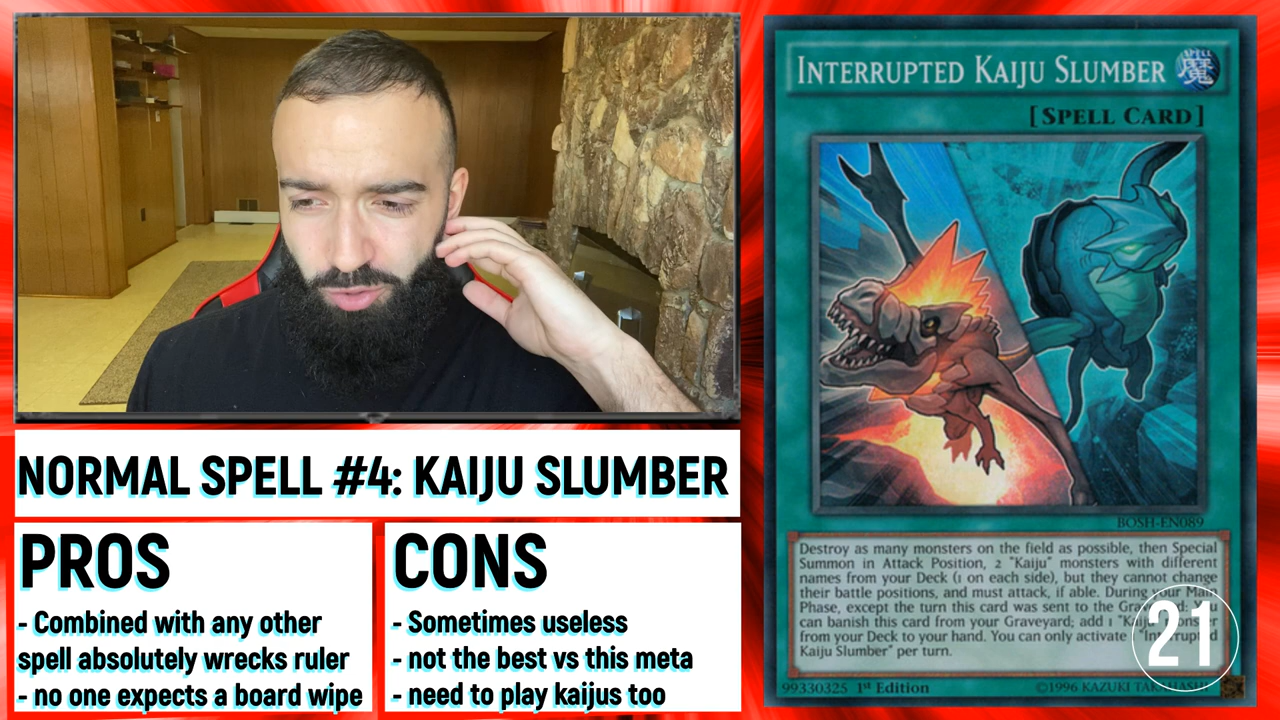 INTERRUPTED KAIJU SLUMBER 魔
[SPELL CARD]
BOSH-EN089
Destroy as many monsters on the field as possible, then Special
Summon in Attack Position, 2 "Kaiju" monsters with different
names from your Deck (1 on each side), but they cannot change
their battle positions, and must attack, if able. During your Main
Phase, except the turn this card was sent to the
can banish this card from your Graveyard; add 1 "Kaiju"
from your Deck to your hand. You can only activate 1 "Interrupted
Kaiju Slumber" per turn.
21
99330325 1st Edition
©1996 KAZUKI TAKAHASHI
NORMAL SPELL #4: KAIJU SLUMBER
PROS
- Combined with any other
spell absolutely wrecks ruler
- no one expects a board wipe
CONS
- Sometimes useless
- not the best vs this meta
- need to play kaijus too